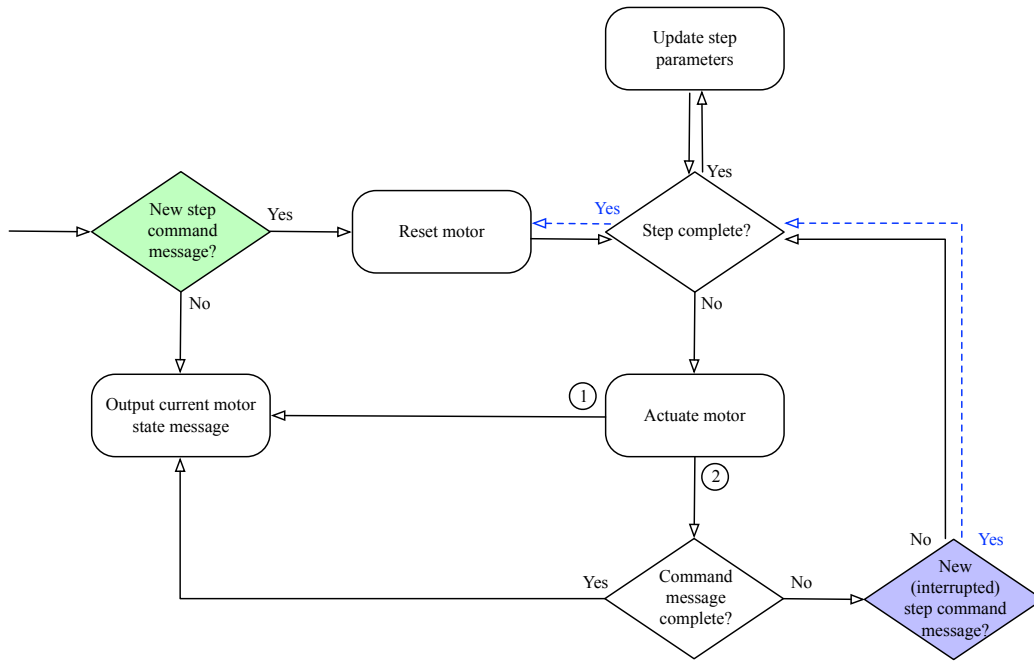 Update step
parameters
Yes
New step
command
message?
Yes
Reset motor
Yes
Step complete?
No
No
Output current motor
state message
1
Actuate motor
2
No
Yes
Yes
Command
message
complete?
No
New
(interrupted)
step command
message?